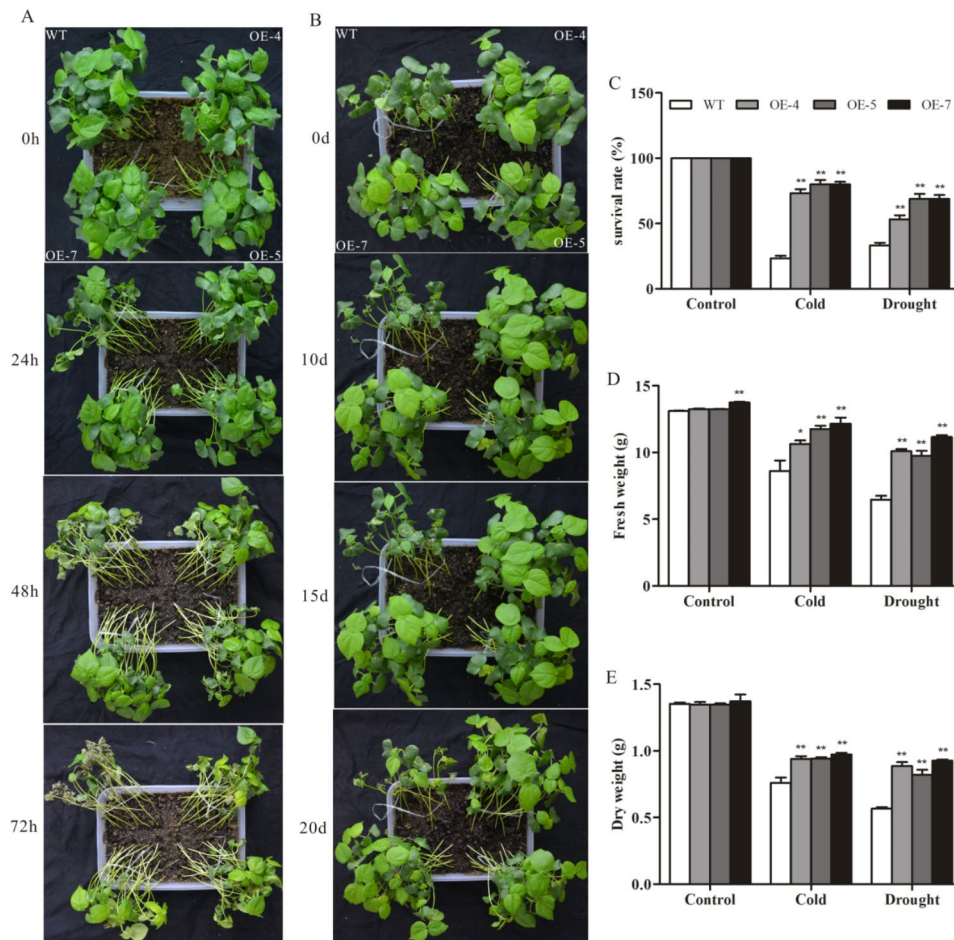 A
B
WT
OE-4
WT
OE-4
0h
0d
OE-7
OE-5
OE-7
OE-5
24h
10d
48h
15d
72h
20d
C
WT
OE-4
OE-5
OE-7
survival rate (%)
150
100
50
0
**
**
**
**
**
**
Control
Cold
Drought
D
Fresh weight (g)
15
10
5
0
**
*
**
**
**
**
**
Control
Cold
Drought
E
Dry weight (g)
1.5
1.0
0.5
0.0
**
**
**
**
**
**
Control
Cold
Drought